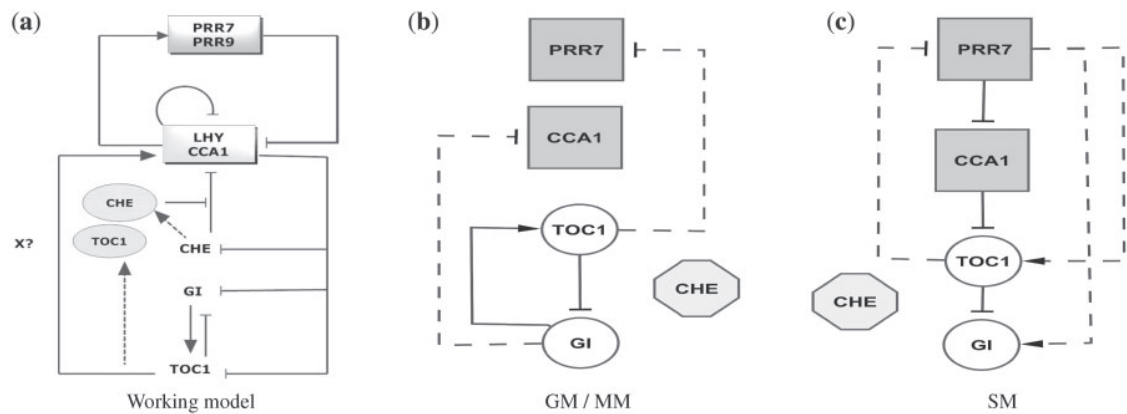 (a)
PRR7
PRR9
LHY
CCA1
CHE
TOC1
X?
CHE
GI
TOC1
Working model
(b)
PRR7
CCA1
TOC1
CHE
GI
GM / MM
(c)
PRR7
CCA1
TOC1
CHE
GI
SM